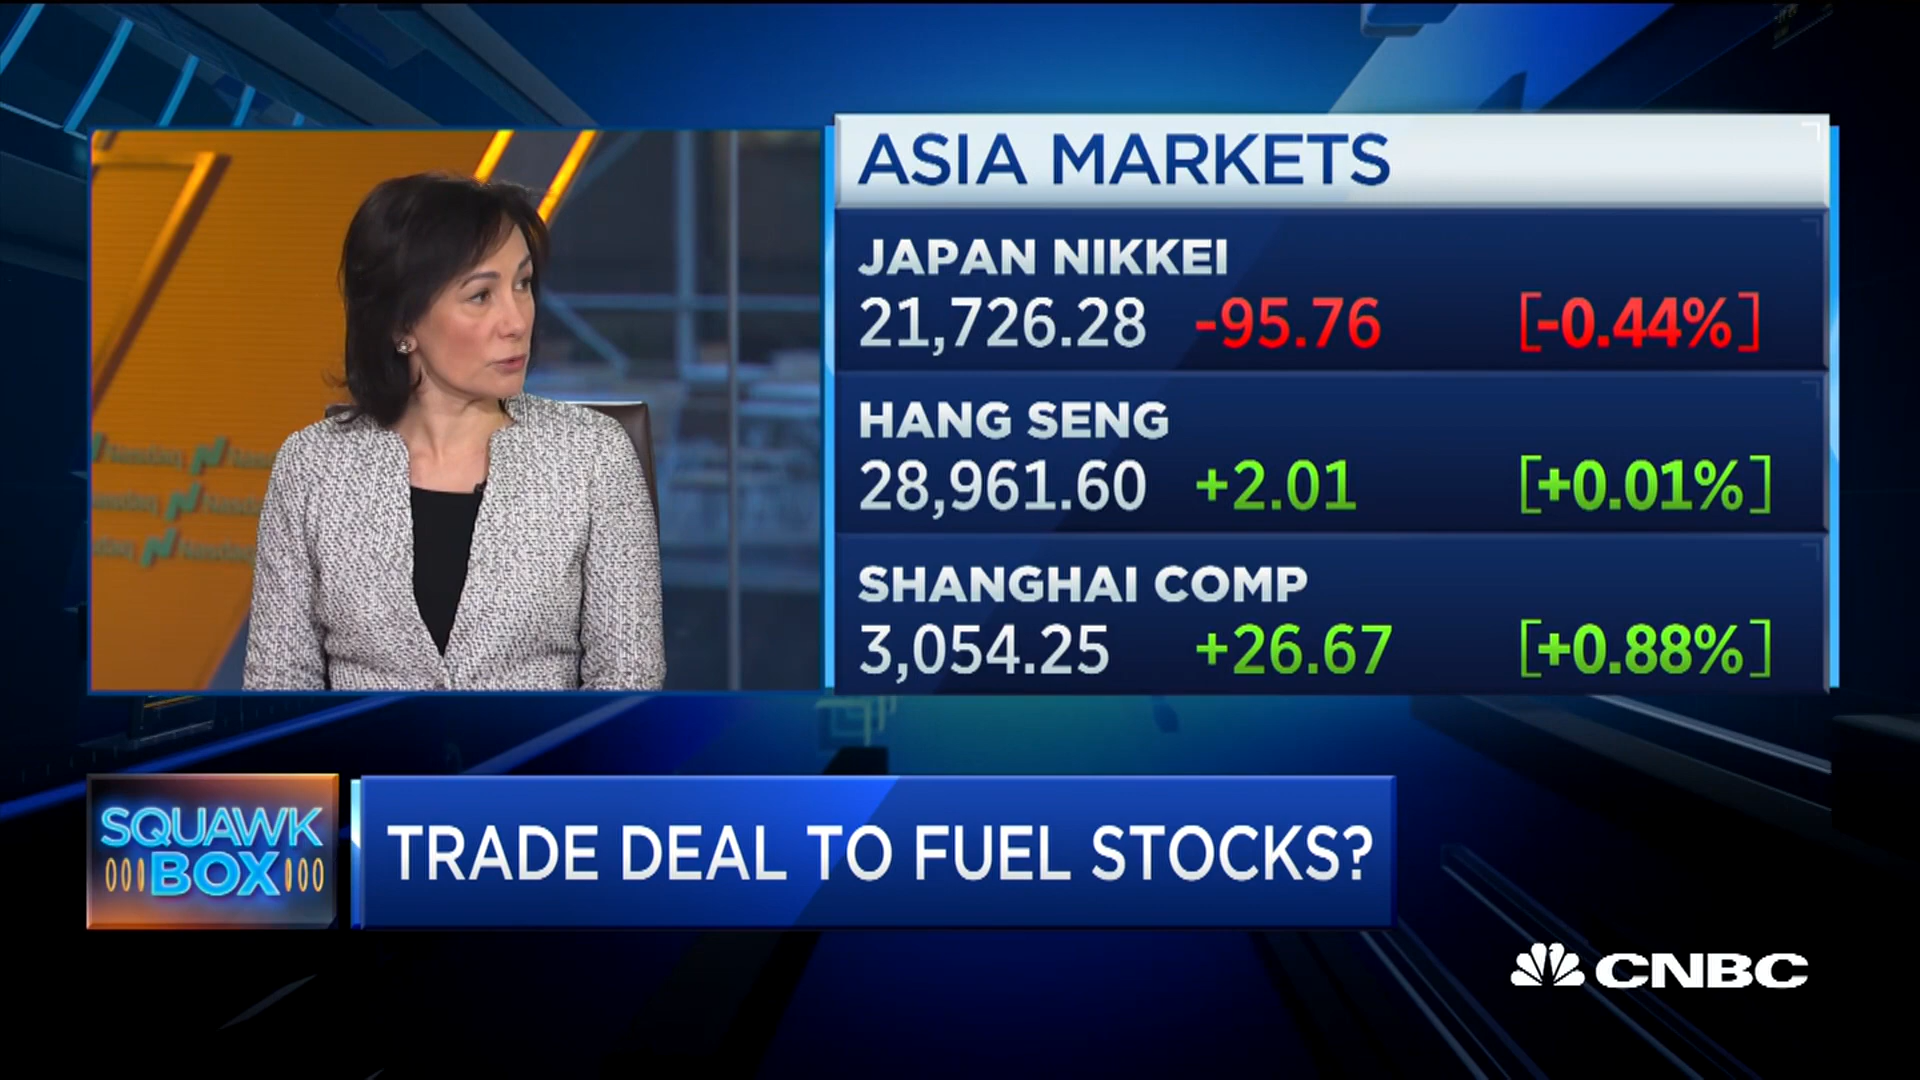 ASIA MARKETS
JAPAN NIKKEI
21,726.28 -95.76 [-0.44%]
HANG SENG
28,961.60 +2.01 [+0.01%]
SHANGHAI COMP
3,054.25 +26.67 [+0.88%]
SQUAWK
BOX
TRADE DEAL TO FUEL STOCKS?
CNBC